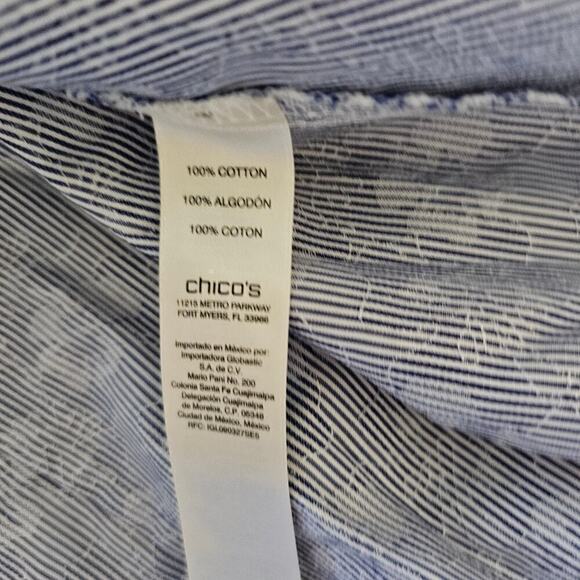 100% COTTON
100% ALGODÓN
100% COTON
chico's
11215 METRO PARKWAY
FORT MYERS, FL 33966
Importado en México por:
Importadora Globastic
S.A. de C.V.
Mario Pani No. 200
Colonia Santa Fe Cuajimalpa
Delegación Cuajimalpa
de Morelos, C.P. 05348
Ciudad de México, México
RFC: IGL090327SE5